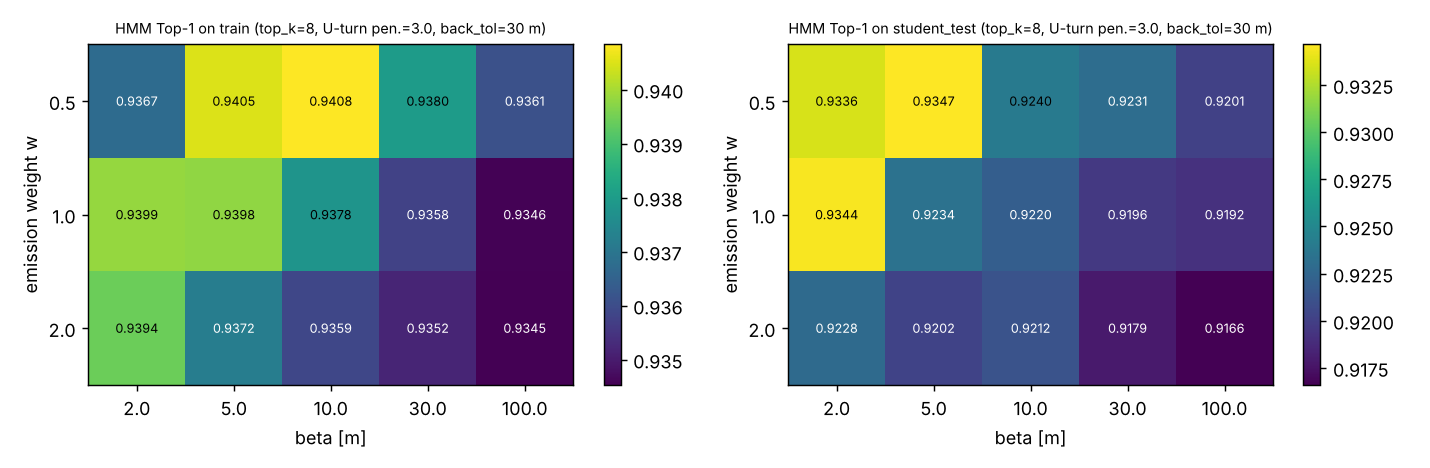 HMM Top-1 on train (top_k=8, U-turn pen.=3.0, back_tol=30 m)
emission weight w
0.5
1.0
2.0
0.9367 0.9405 0.9408 0.9380 0.9361
0.9399 0.9398 0.9378 0.9358 0.9346
0.9394 0.9372 0.9359 0.9352 0.9345
2.0 5.0 10.0 30.0 100.0
beta [m]
0.940
0.939
0.938
0.937
0.936
0.935
HMM Top-1 on student_test (top_k=8, U-turn pen.=3.0, back_tol=30 m)
emission weight w
0.5
1.0
2.0
0.9336 0.9347 0.9240 0.9231 0.9201
0.9344 0.9234 0.9220 0.9196 0.9192
0.9228 0.9202 0.9212 0.9179 0.9166
2.0 5.0 10.0 30.0 100.0
beta [m]
0.9325
0.9300
0.9275
0.9250
0.9225
0.9200
0.9175